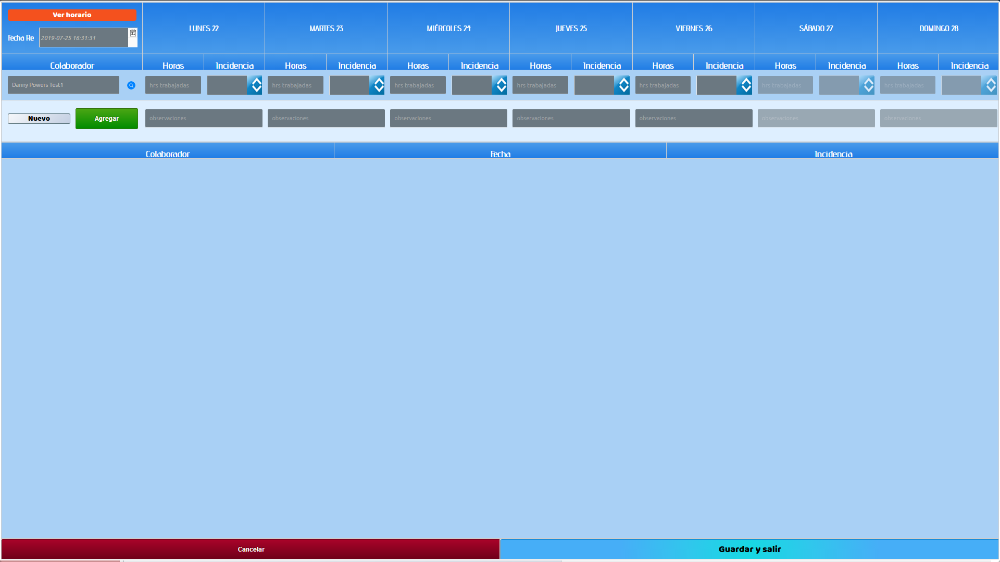 Ver horario
Fecha Re 2019-07-25 16:31:31 31
LUNES 22 MARTES 23 MIÉRCOLES 24 JUEVES 25 VIERNES 26 SÁBADO 27 DOMINGO 28
Colaborador Horas Incidencia Horas Incidencia Horas Incidencia Horas Incidencia Horas Incidencia Horas Incidencia Horas Incidencia
Danny Powers Test1 hrs trabajadas hrs trabajadas hrs trabajadas hrs trabajadas hrs trabajadas hrs trabajadas hrs trabajadas
Nuevo Agregar observaciones observaciones observaciones observaciones observaciones observaciones observaciones
Colaborador Fecha Incidencia
Cancelar Guardar y salir